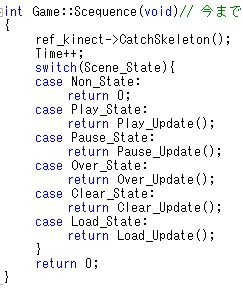 int Game::Scequence(void)// 今まで
{
ref_kinect->CatchSkeleton();
Time++;
switch(Scene_State){
case Non_State:
return 0;
case Play_State:
return Play_Update();
case Pause_State:
return Pause_Update();
case Over_State:
return Over_Update();
case Clear_State:
return Clear_Update();
case Load_State:
return Load_Update();
}
return 0;
}